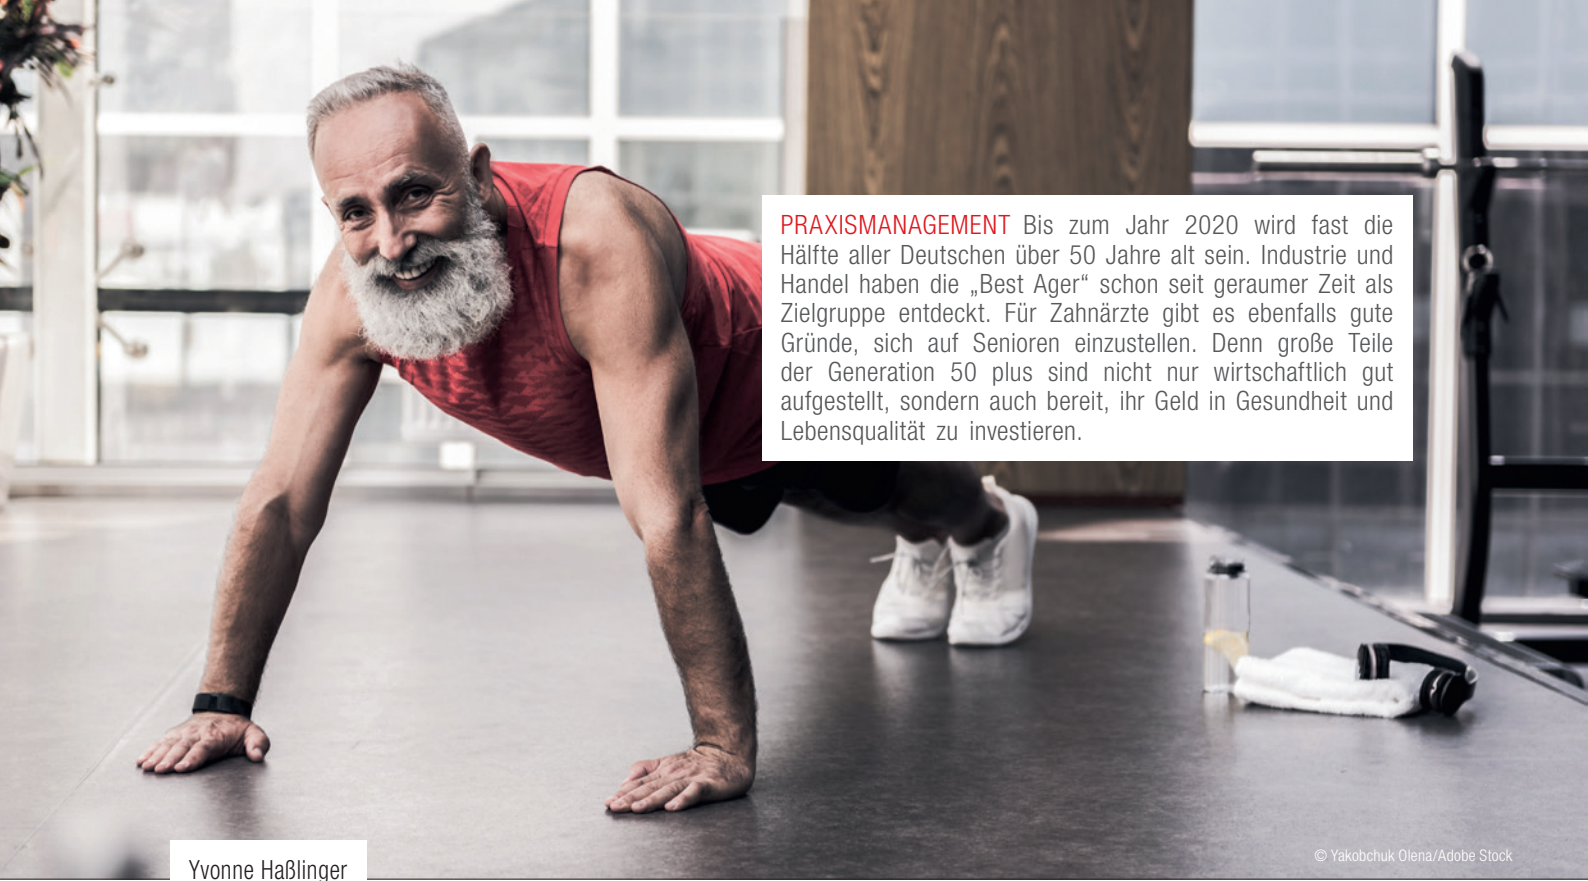 PRAXISMANAGEMENT Bis zum Jahr 2020 wird fast die
Hälfte aller Deutschen über 50 Jahre alt sein. Industrie und
Handel haben die „Best Ager“ schon seit geraumer Zeit als
Zielgruppe entdeckt. Für Zahnärzte gibt es ebenfalls gute
Gründe, sich auf Senioren einzustellen. Denn große Teile
der Generation 50 plus sind nicht nur wirtschaftlich gut
aufgestellt, sondern auch bereit, ihr Geld in Gesundheit und
Lebensqualität zu investieren.
© Yakobchuk Olena/Adobe Stock
Yvonne Haßlinger